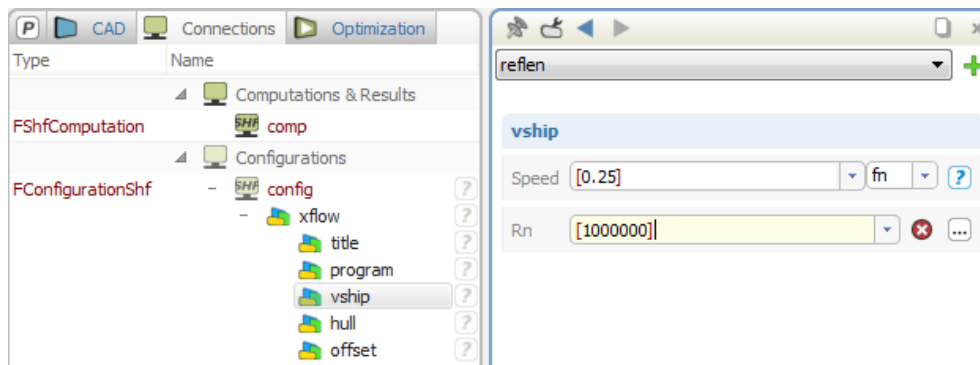 P CAD Connections Optimization
Type Name
Computations & Results
FShfComputation SHF comp
Configurations
FConfigurationShf SHF config ?
xflow ?
title ?
program ?
vship ?
hull ?
offset ?
reflen
vship
Speed [0.25] fn ?
Rn [1000000] ...